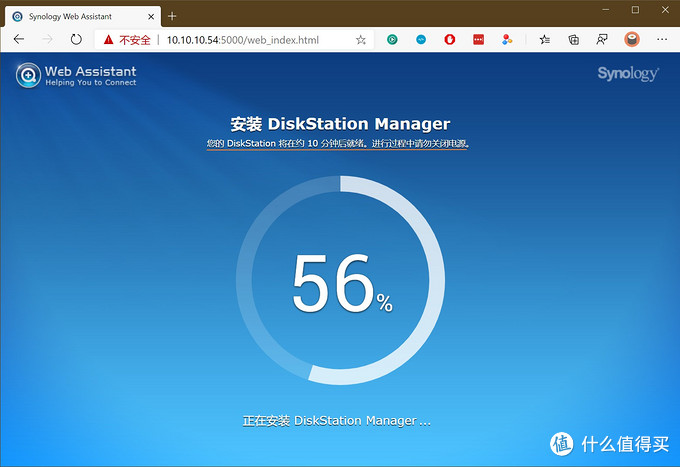 Synology Web Assistant
不安全
10.10.10.54:5000/web_index.html
Web Assistant
Helping You to Connect
Synology
安装 DiskStation Manager
您的 DiskStation 将在约 10 分钟后就绪。进行过程中请勿关闭电源。
56%
正在安装 DiskStation Manager...
值 什么值得买